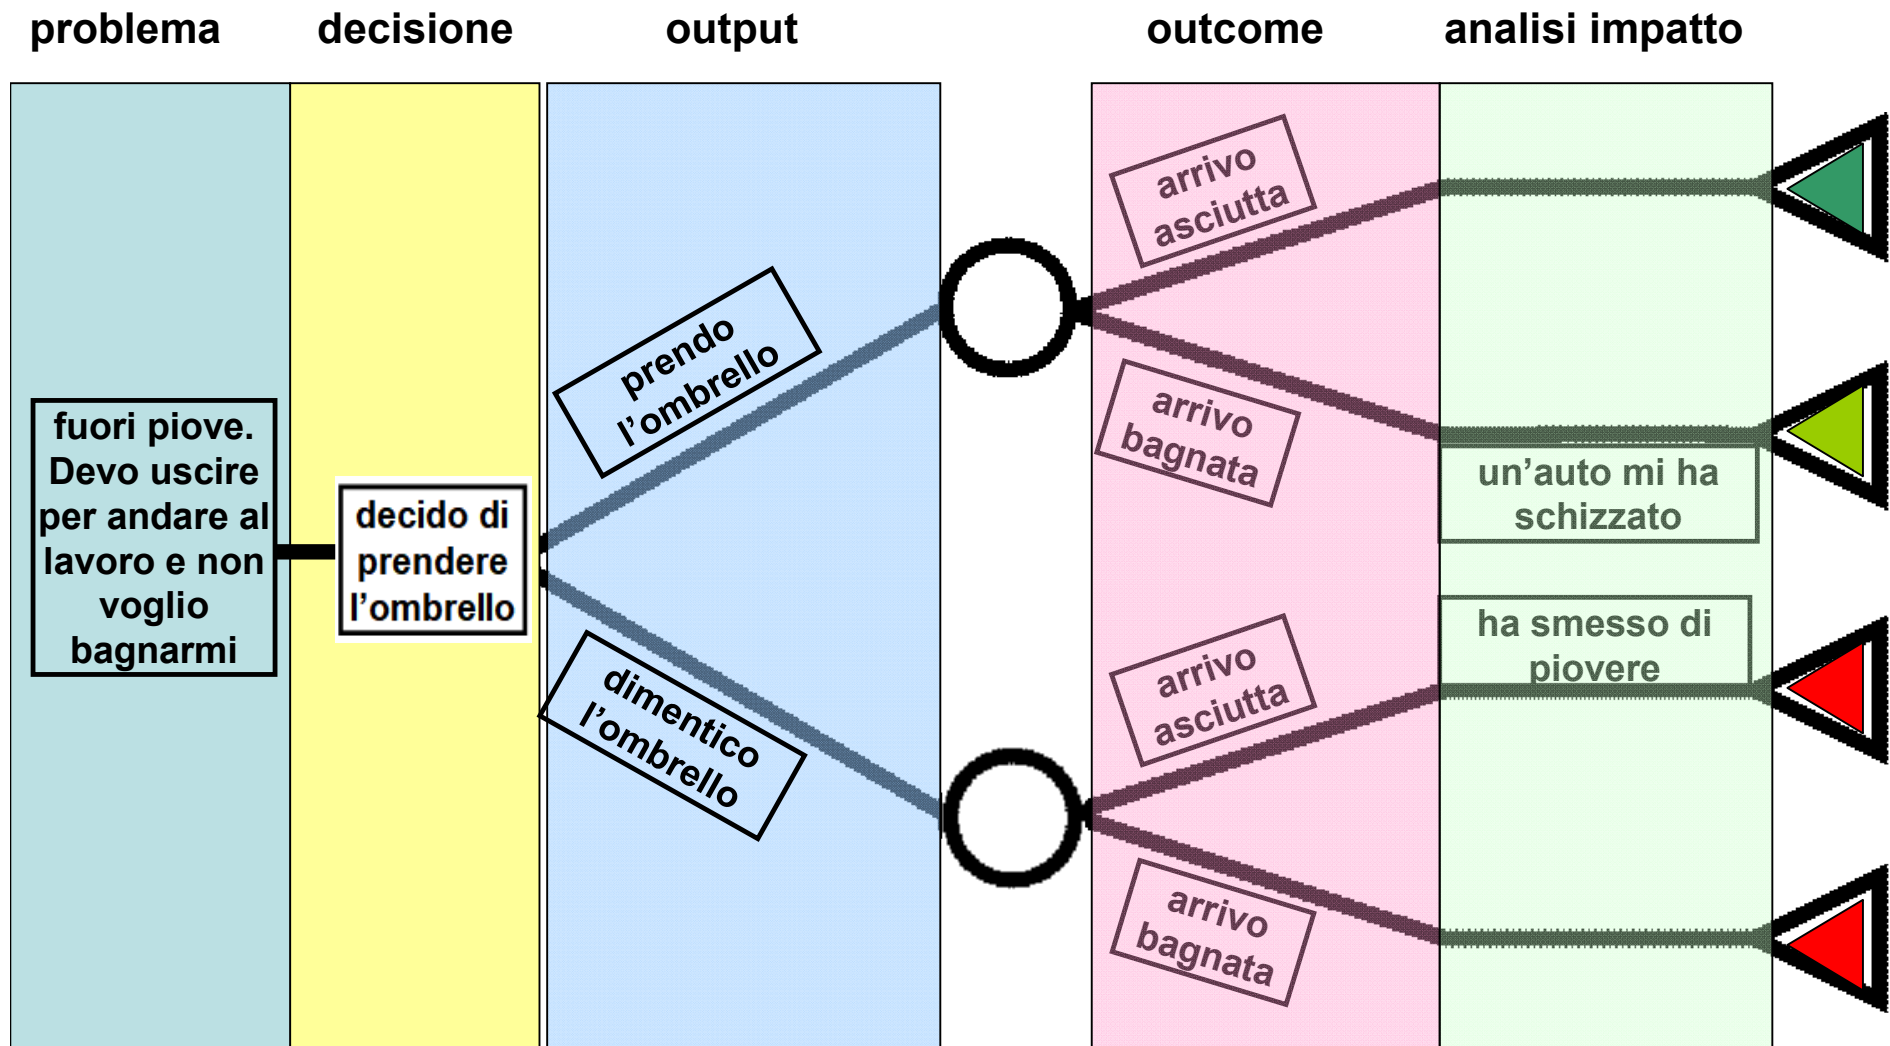 problema
decisione
output
outcome
analisi impatto
fuori piove.
Devo uscire
per andare al
lavoro e non
voglio
bagnarmi
decido di
prendere
l’ombrello
prendo
l’ombrello
dimentico
l’ombrello
arrivo
asciutta
arrivo
bagnata
un’auto mi ha
schizzato
arrivo
asciutta
ha smesso di
piovere
arrivo
bagnata